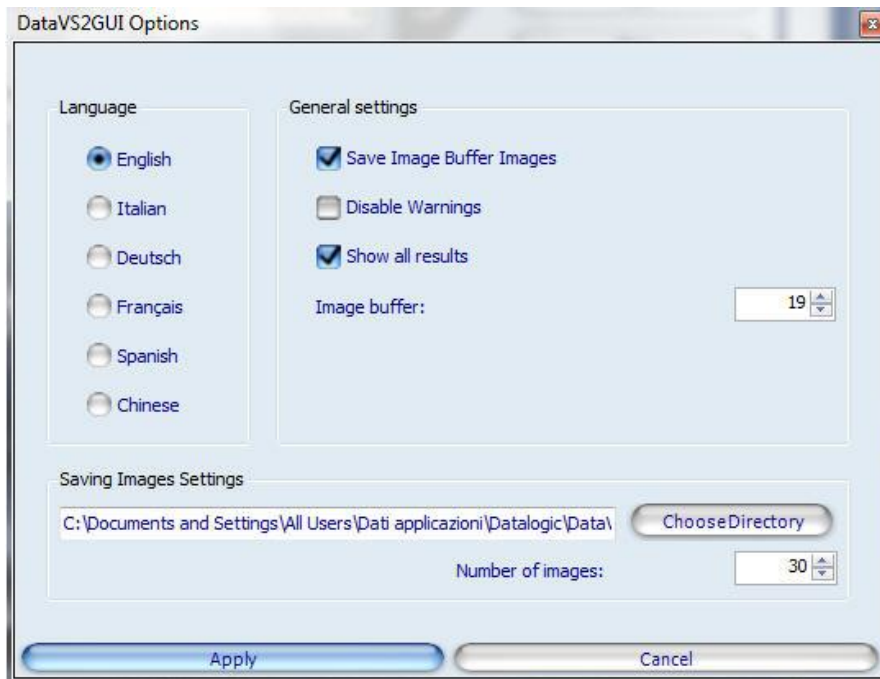 DataVS2GUI Options
Language
English
Italian
Deutsch
Français
Spanish
Chinese
General settings
Save Image Buffer Images
Disable Warnings
Show all results
Image buffer: 19
Saving Images Settings
C:\Documents and Settings\All Users\Dati applicazioni\Datalogic\Data\
ChooseDirectory
Number of images: 30
Apply Cancel